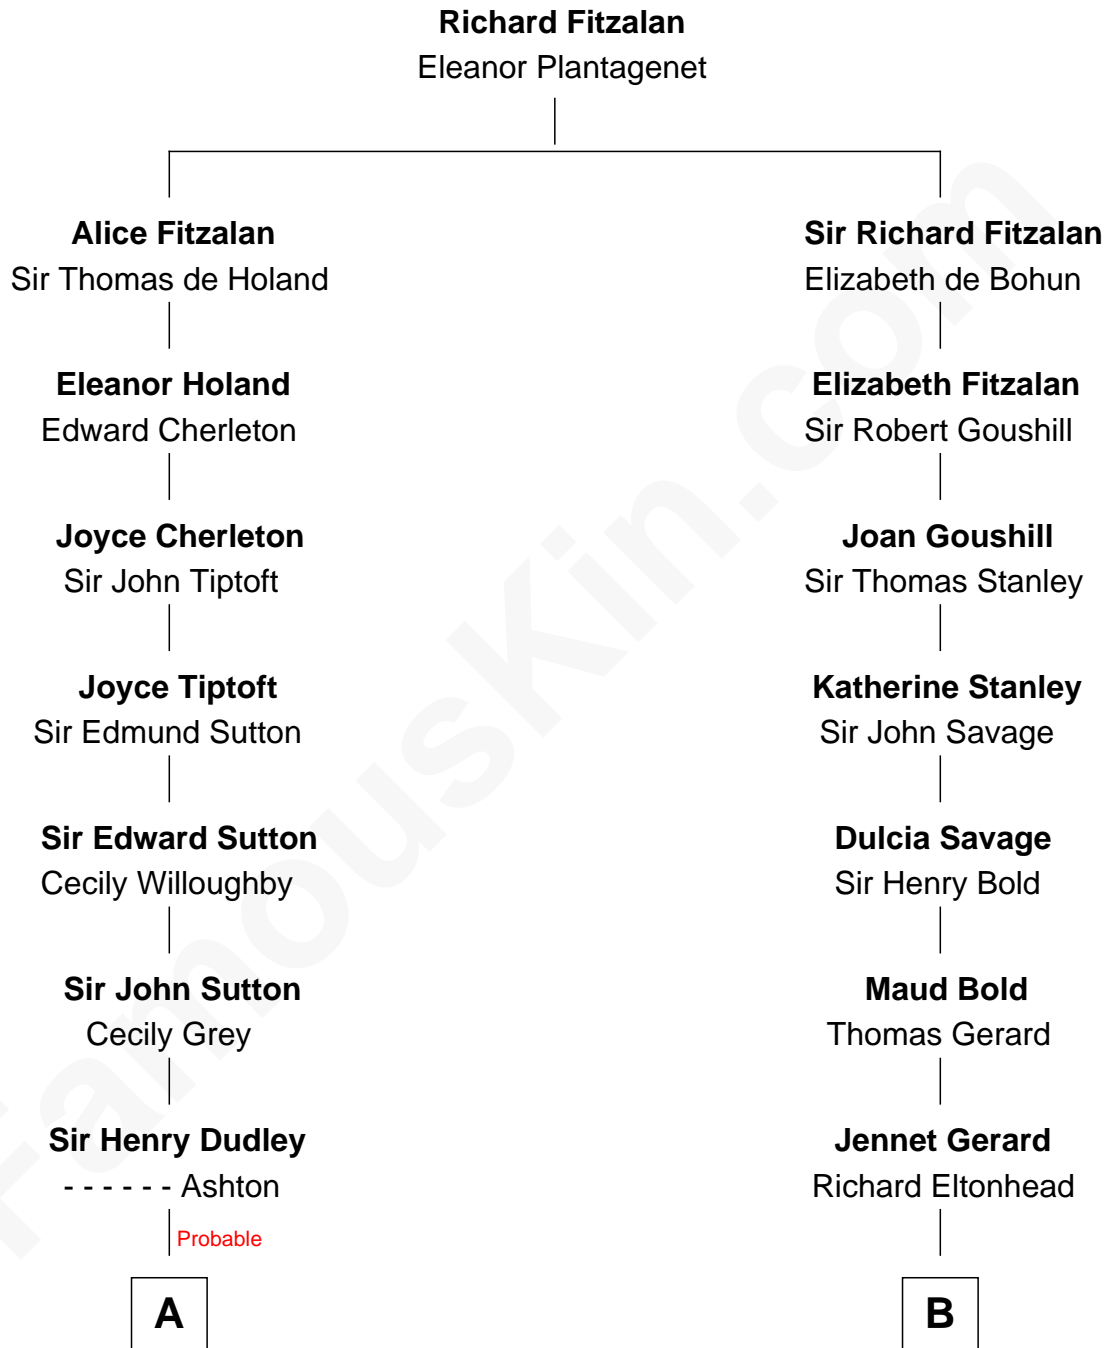 Richard Fitzalan
Eleanor Plantagenet
Alice Fitzalan
Sir Thomas de Holand
Eleanor Holand
Edward Cherleton
Joyce Cherleton
Sir John Tiptoft
Joyce Tiptoft
Sir Edmund Sutton
Sir Edward Sutton
Cecily Willoughby
Sir John Sutton
Cecily Grey
Sir Henry Dudley
- - - - - - Ashton
Probable
A
Sir Richard Fitzalan
Elizabeth de Bohun
Elizabeth Fitzalan
Sir Robert Goushill
Joan Goushill
Sir Thomas Stanley
Katherine Stanley
Sir John Savage
Dulcia Savage
Sir Henry Bold
Maud Bold
Thomas Gerard
Jennet Gerard
Richard Eltonhead
B
FamousKin.com